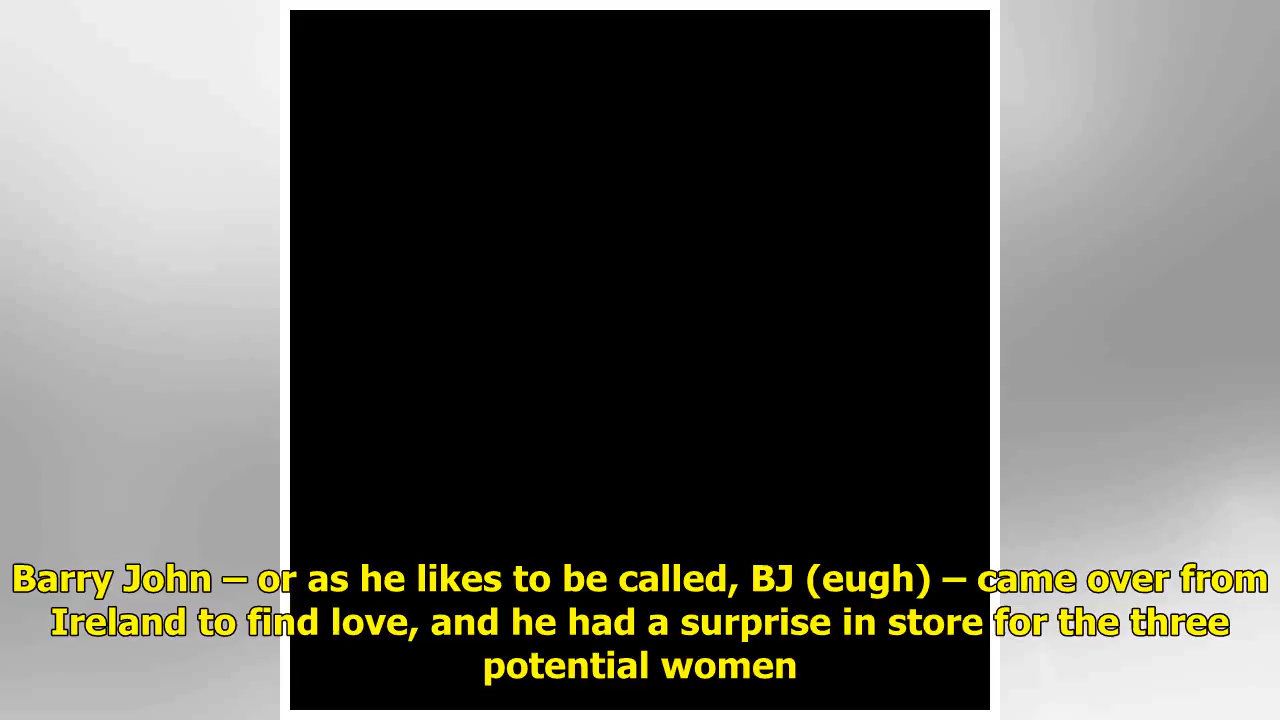 Barry John – or as he likes to be called, BJ (eugh) – came over from
Ireland to find love, and he had a surprise in store for the three
potential women